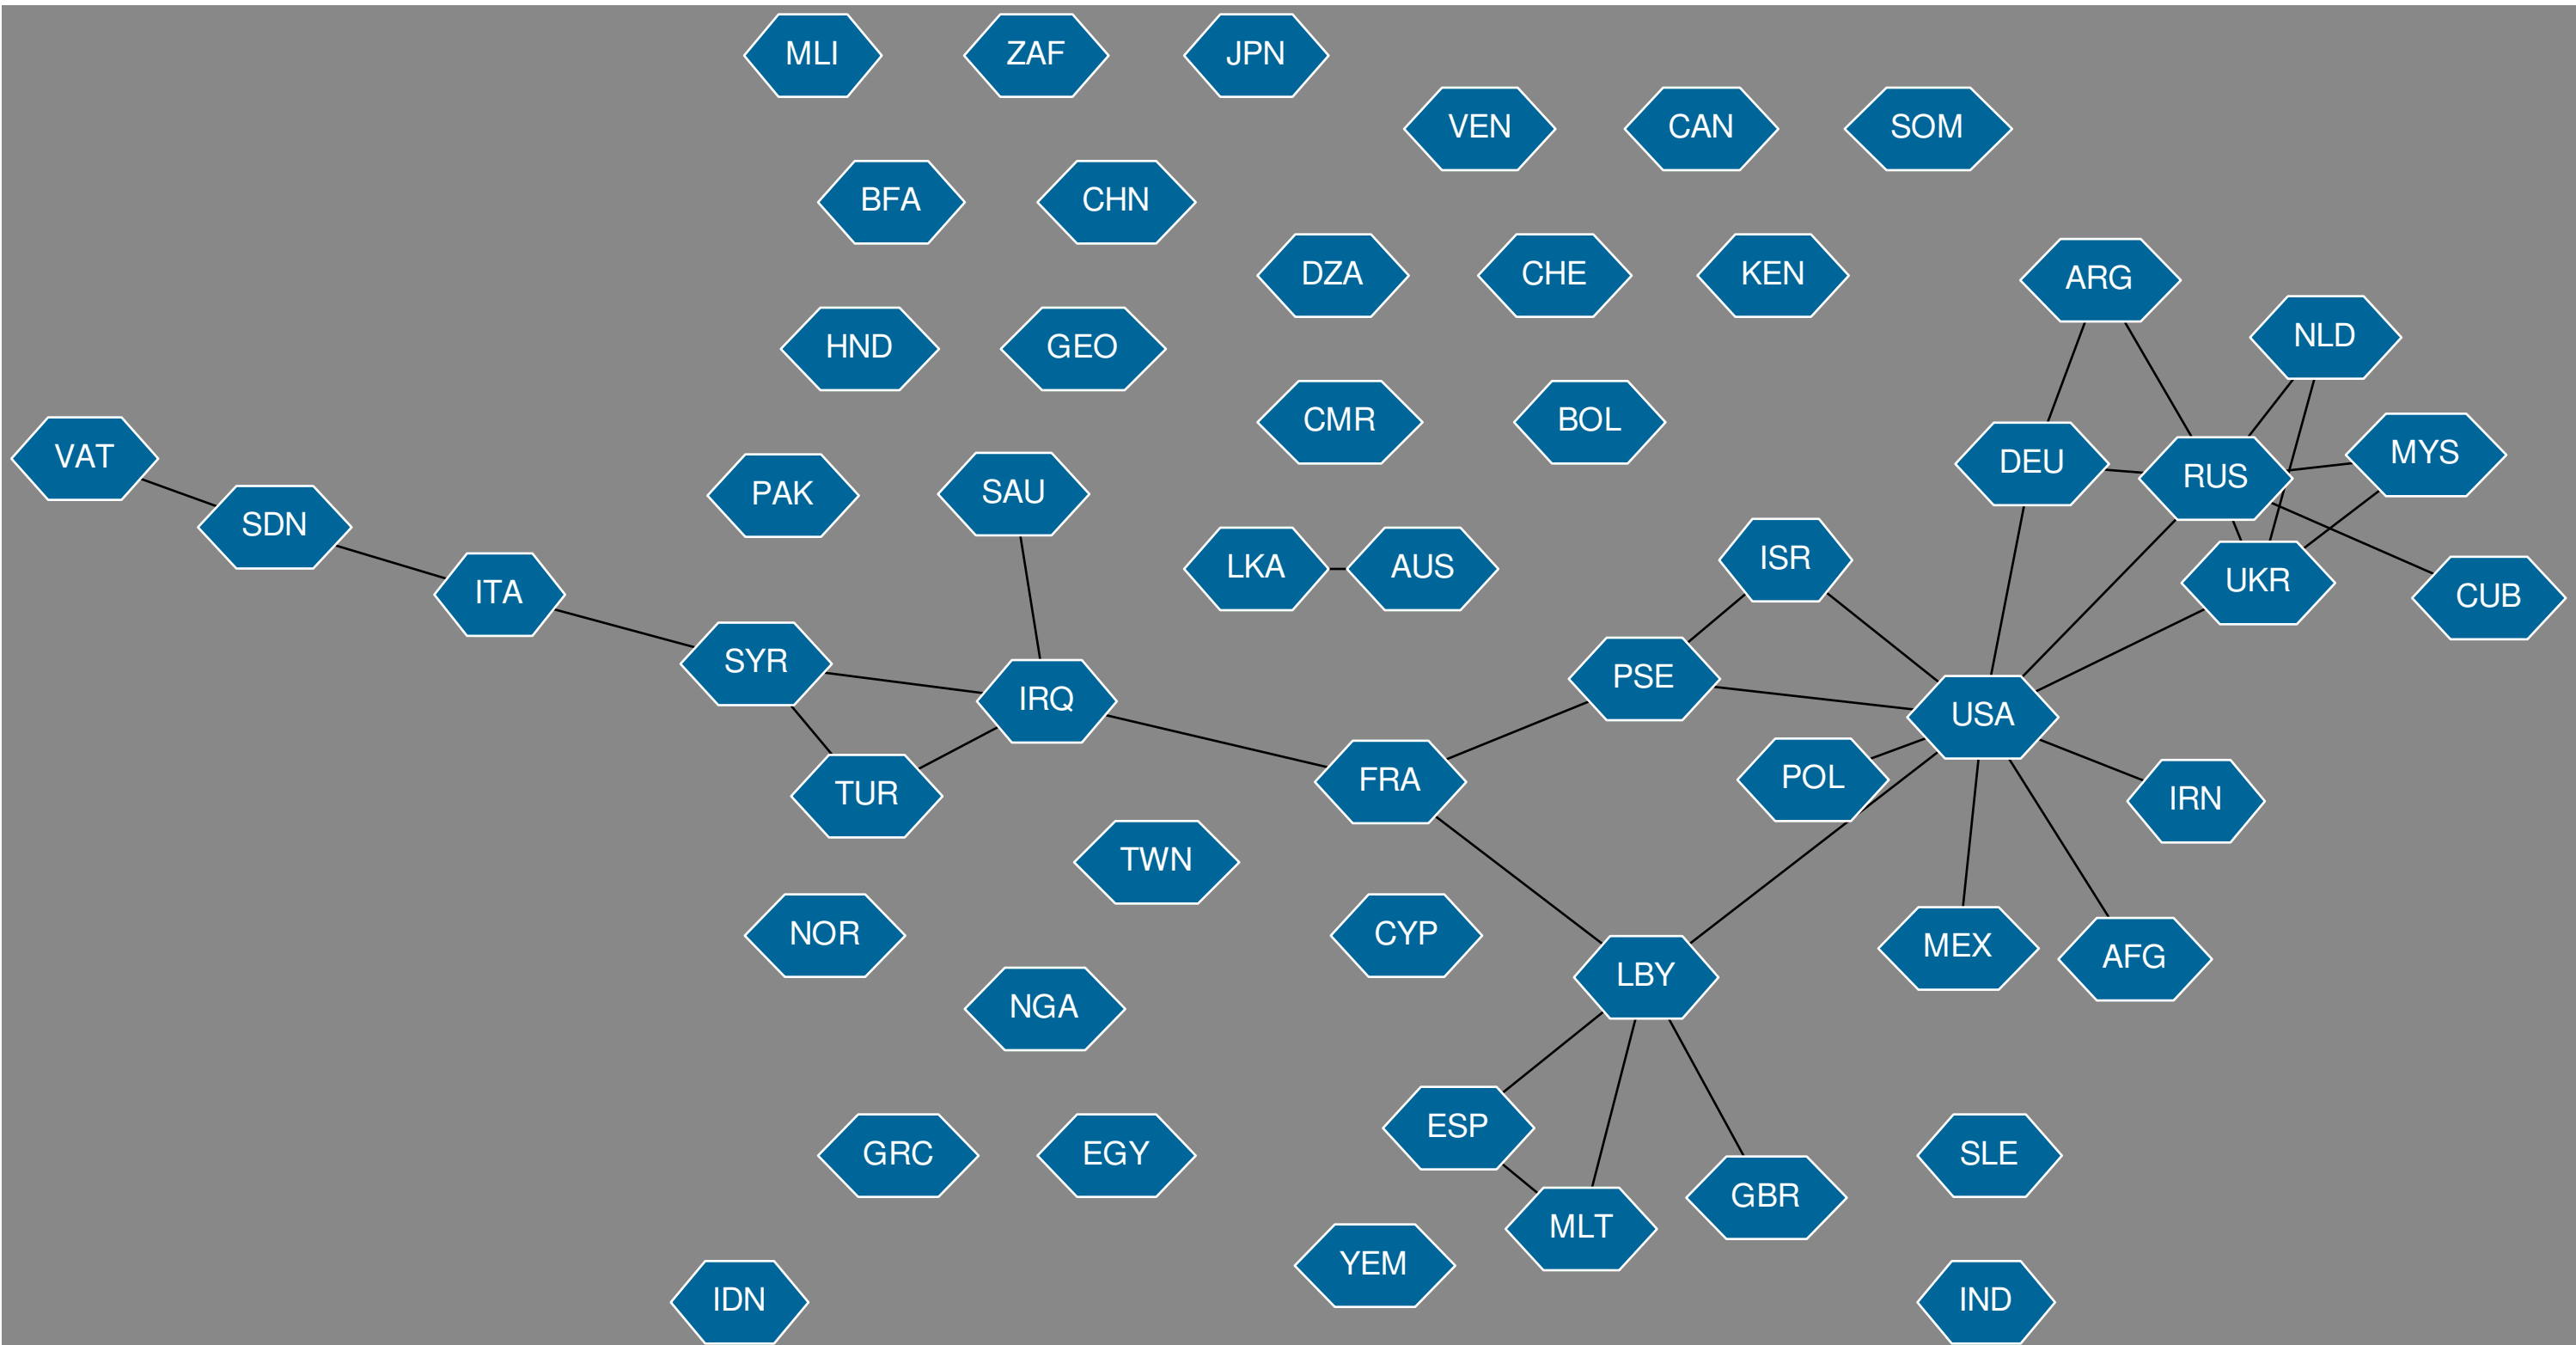 MLI
ZAF
JPN
VEN
CAN
SOM
BFA
CHN
DZA
CHE
KEN
ARG
HND
GEO
NLD
CMR
BOL
VAT
PAK
SAU
DEU
RUS
MYS
SDN
LKA
AUS
ISR
UKR
CUB
ITA
SYR
IRQ
PSE
USA
TUR
FRA
POL
IRN
TWN
NOR
CYP
LBY
MEX
AFG
NGA
ESP
GRC
EGY
SLE
GBR
MLT
YEM
IDN
IND